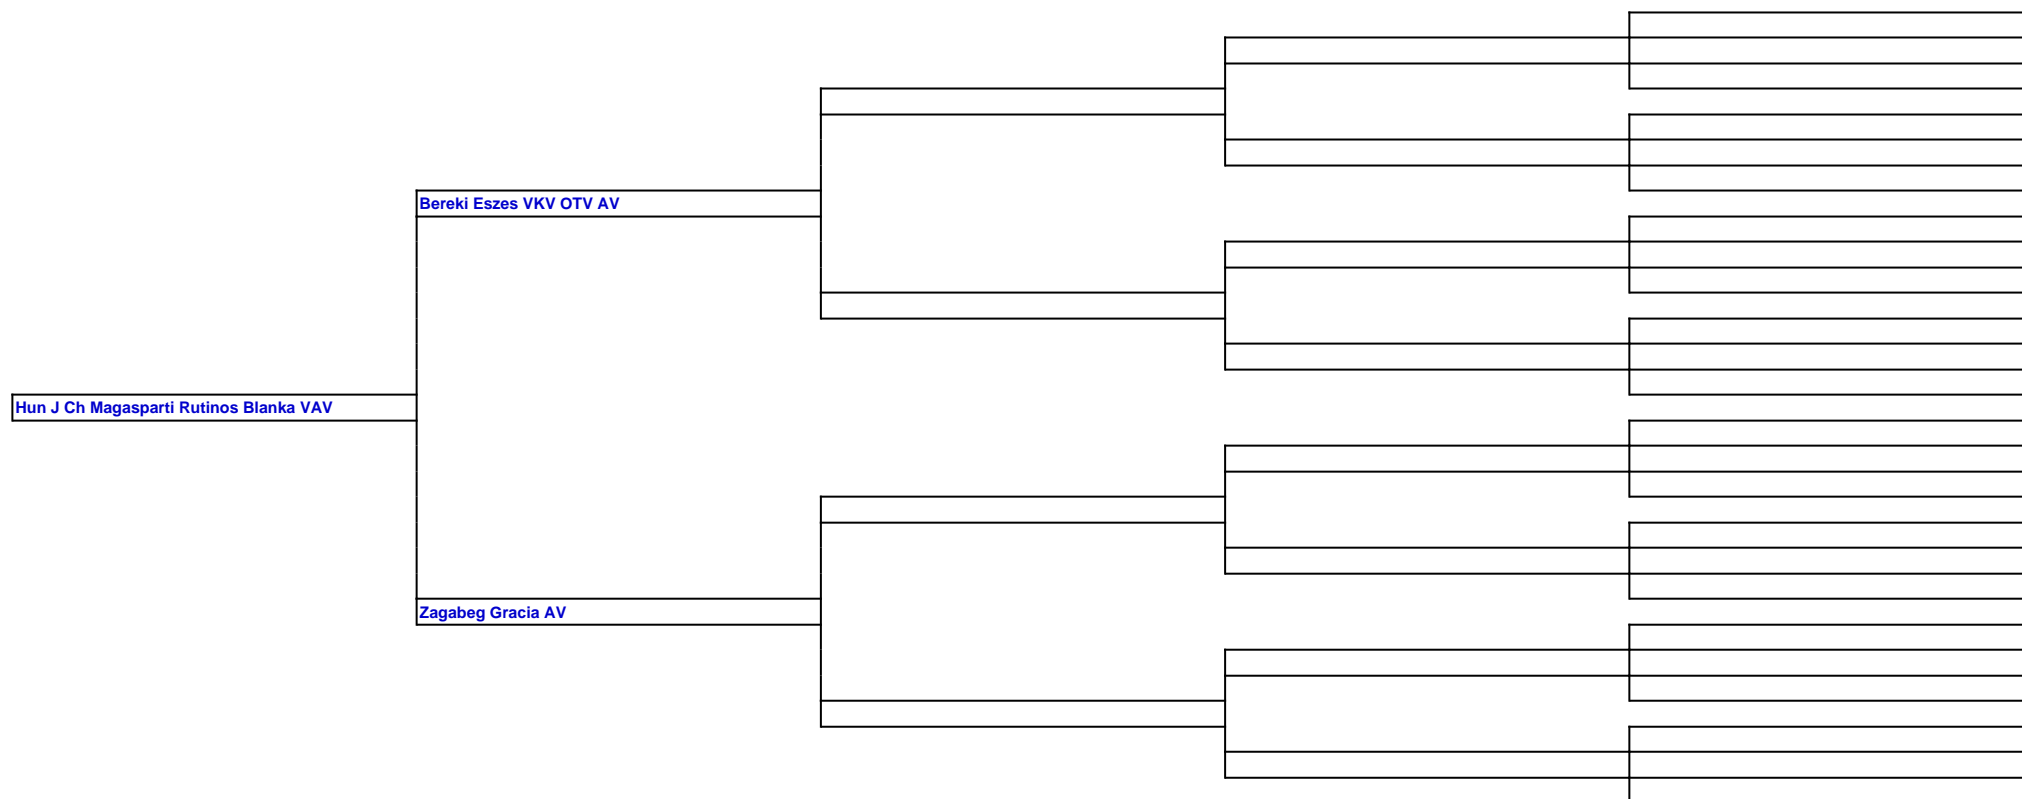 Bereki Eszes VKV OTV AV
Hun J Ch Magasparti Rutinos Blanka VAV
Zagabeg Gracia AV